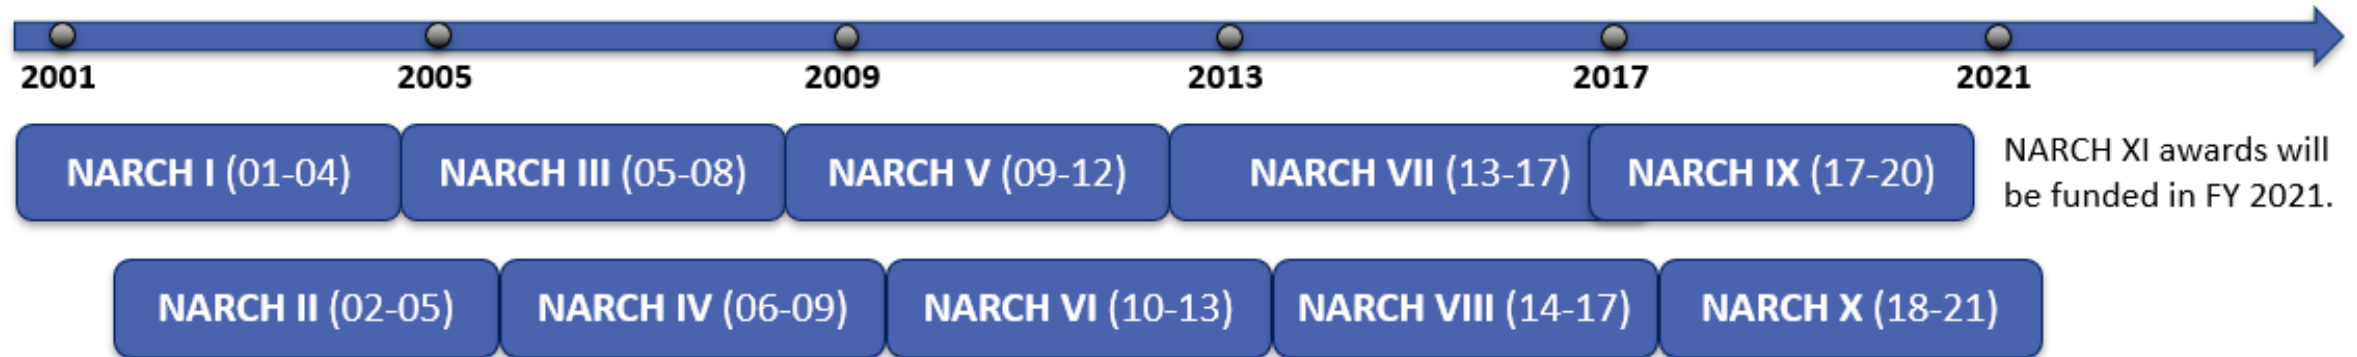 2001 2005 2009 2013 2017 2021
NARCH I (01-04) NARCH III (05-08) NARCH V (09-12) NARCH VII (13-17) NARCH IX (17-20)
NARCH XI awards will
be funded in FY 2021.
NARCH II (02-05) NARCH IV (06-09) NARCH VI (10-13) NARCH VIII (14-17) NARCH X (18-21)